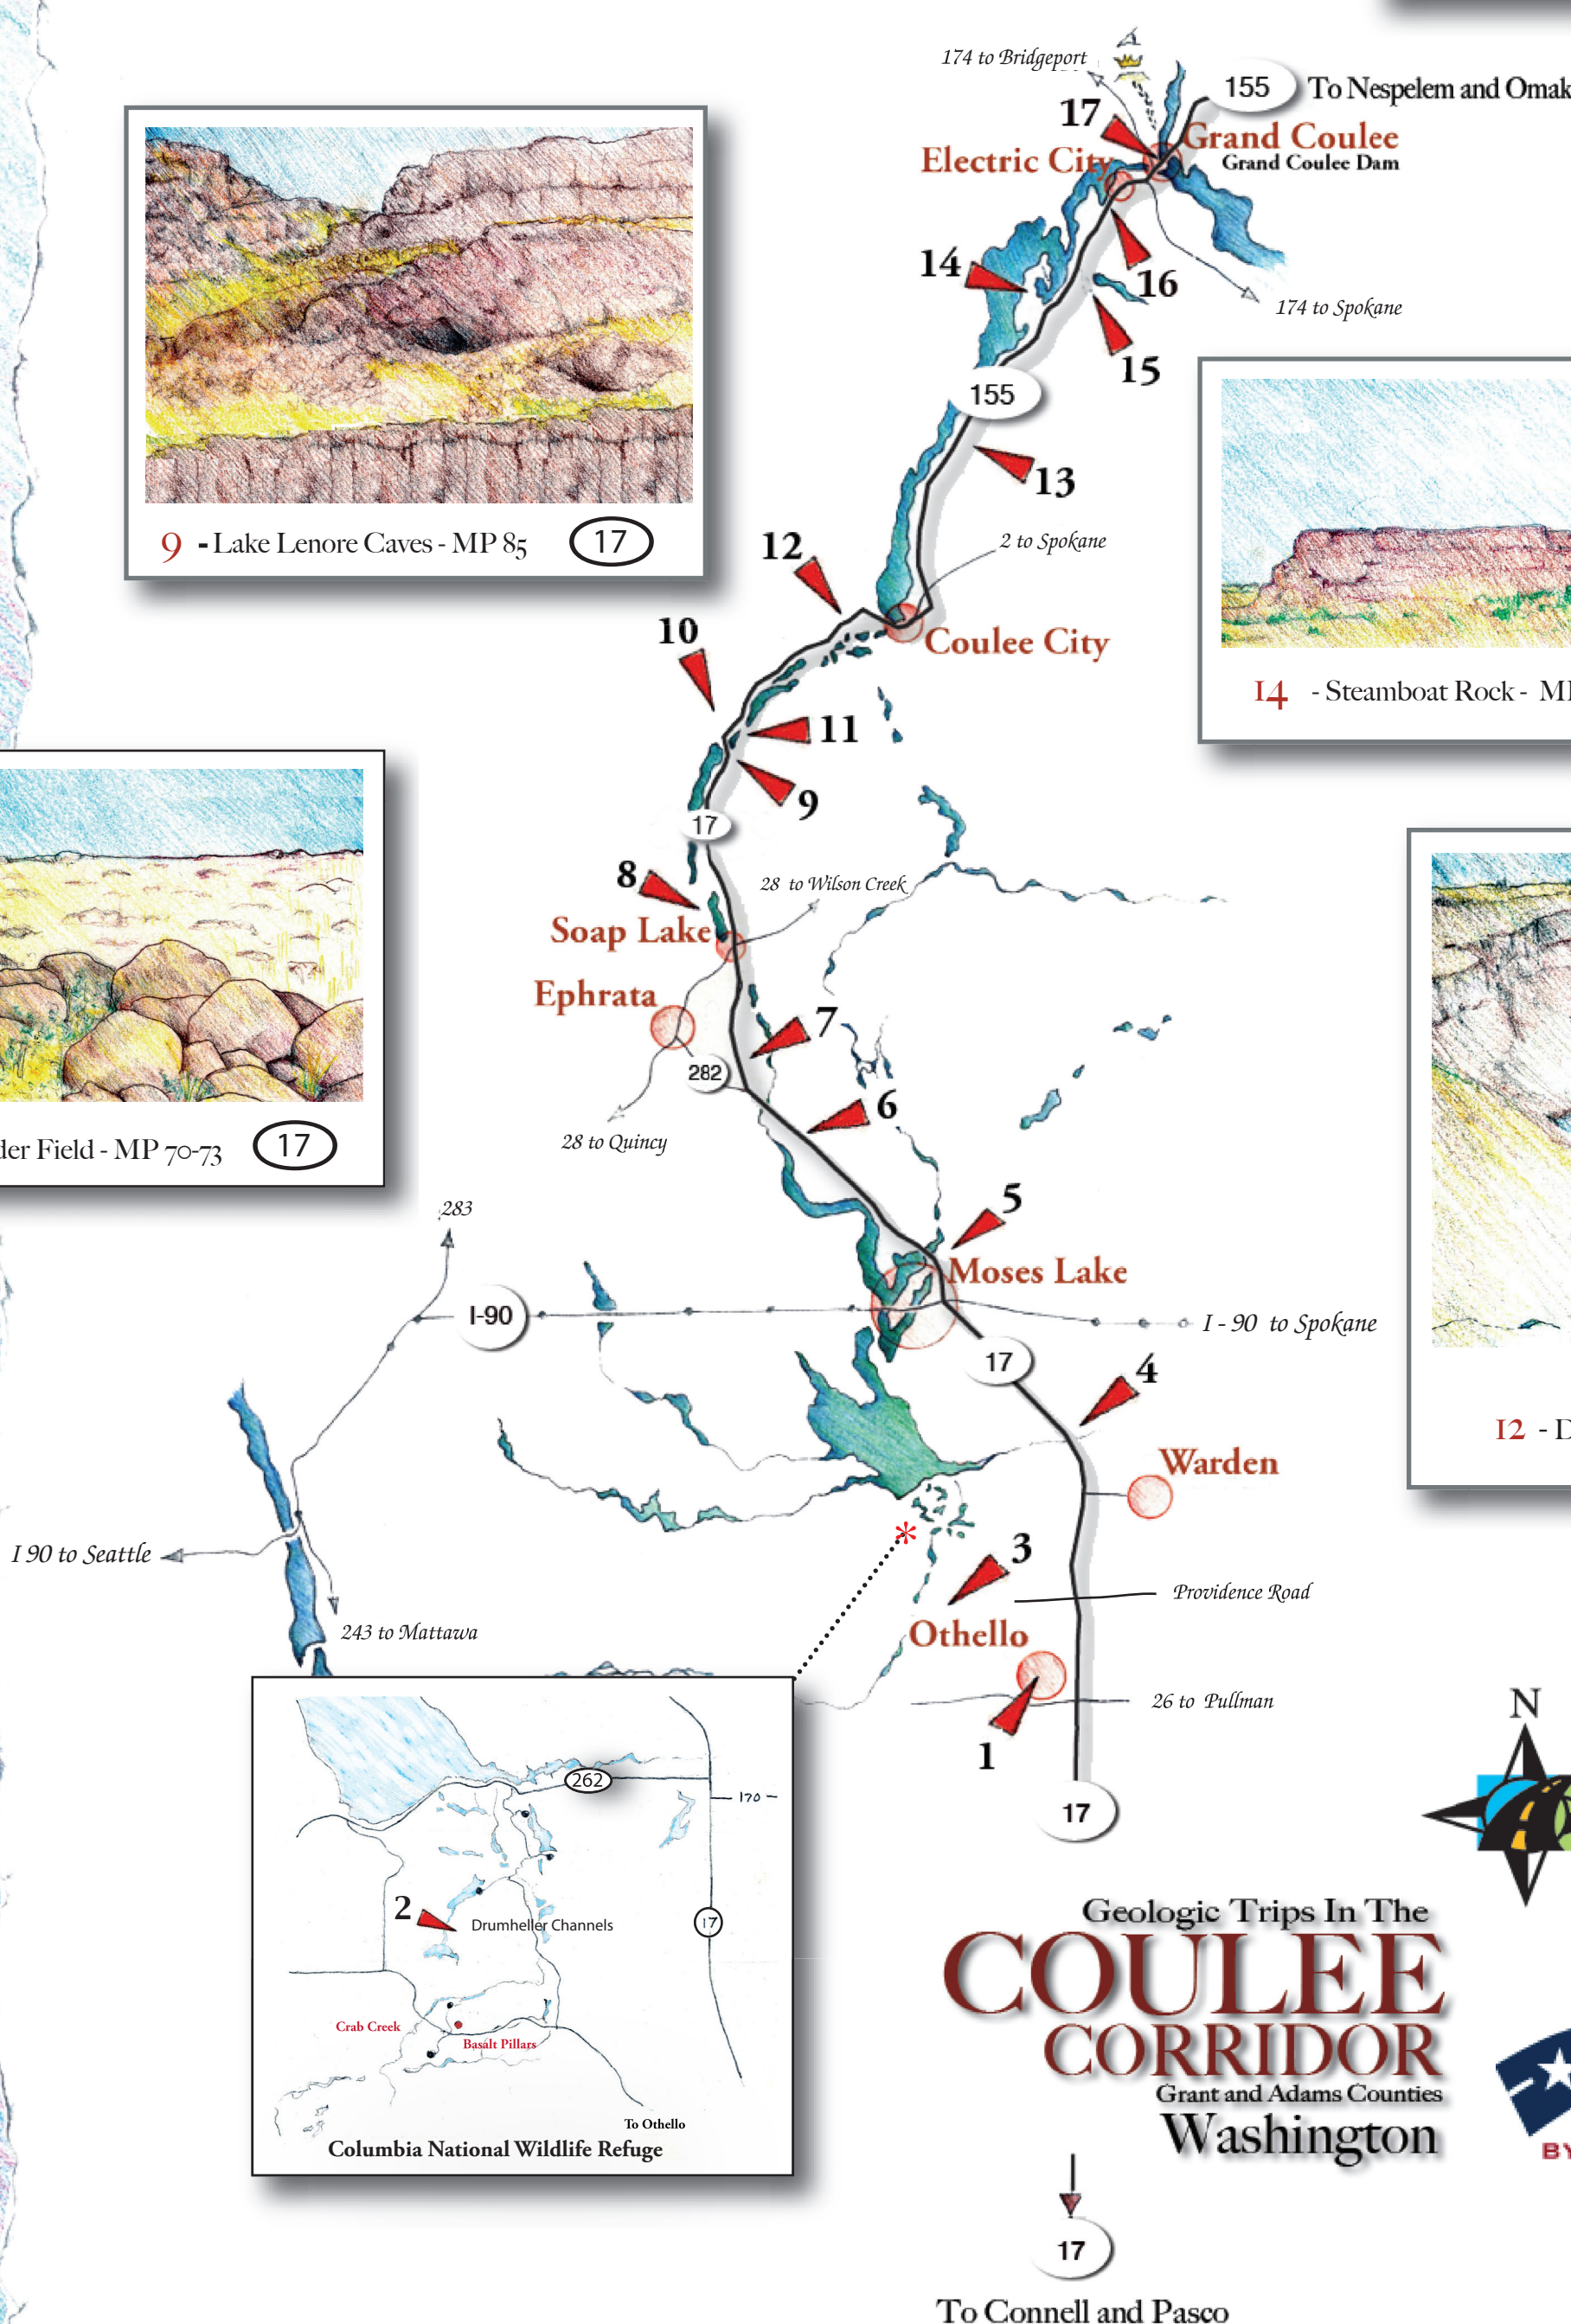 174 to Bridgeport
155
To Nespelem and Omak
17
Grand Coulee
Grand Coulee Dam
Electric City
14
16
174 to Spokane
15
155
13
9 - Lake Lenore Caves - MP 85
17
12
2 to Spokane
10
Coulee City
14 - Steamboat Rock -
11
9
17
8
28 to Wilson Creek
Soap Lake
Ephrata
7
282
6
28 to Quincy
Field - MP 70-73
17
283
5
Moses Lake
I-90
I - 90 to Spokane
17
4
12 -
Warden
I 90 to Seattle
3
Providence Road
243 to Mattawa
Othello
26 to Pullman
1
N
17
262
170
2
Drumheller Channels
17
Crab Creek
Basalt Pillars
To Othello
Columbia National Wildlife Refuge
Geologic Trips In The
COULEE
CORRIDOR
Grant and Adams Counties
Washington
BY
17
To Connell and Pasco